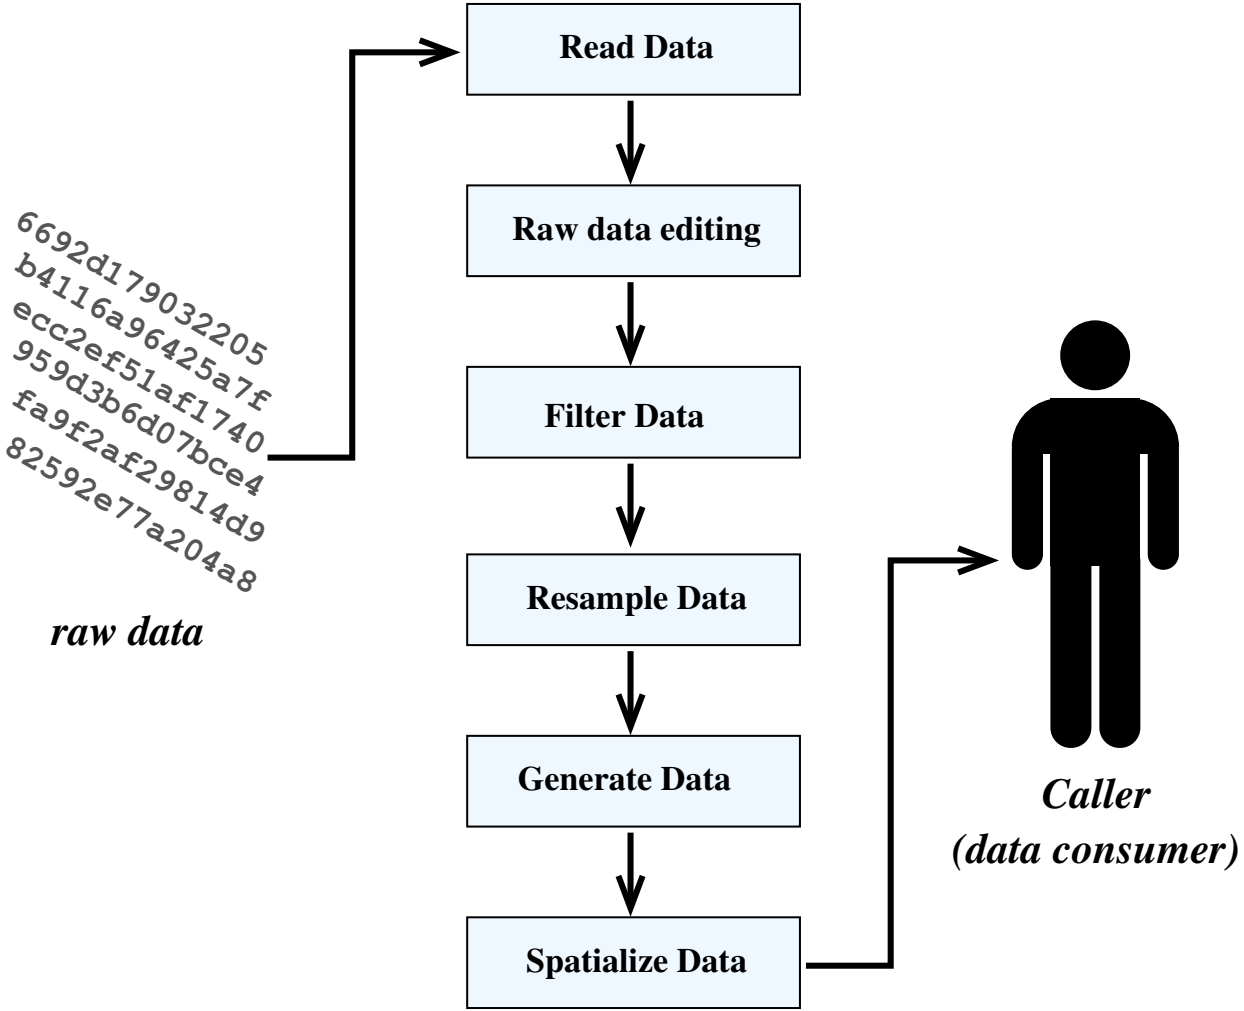 Read Data
Raw data editing
Filter Data
Resample Data
Generate Data
Spatialize Data
6692d179032205
b4116a96425a7f
ecc2ef51af1740
959d3b6d07bce4
fa9f2af29814d9
82592e77a204a8
raw data
Caller
(data consumer)